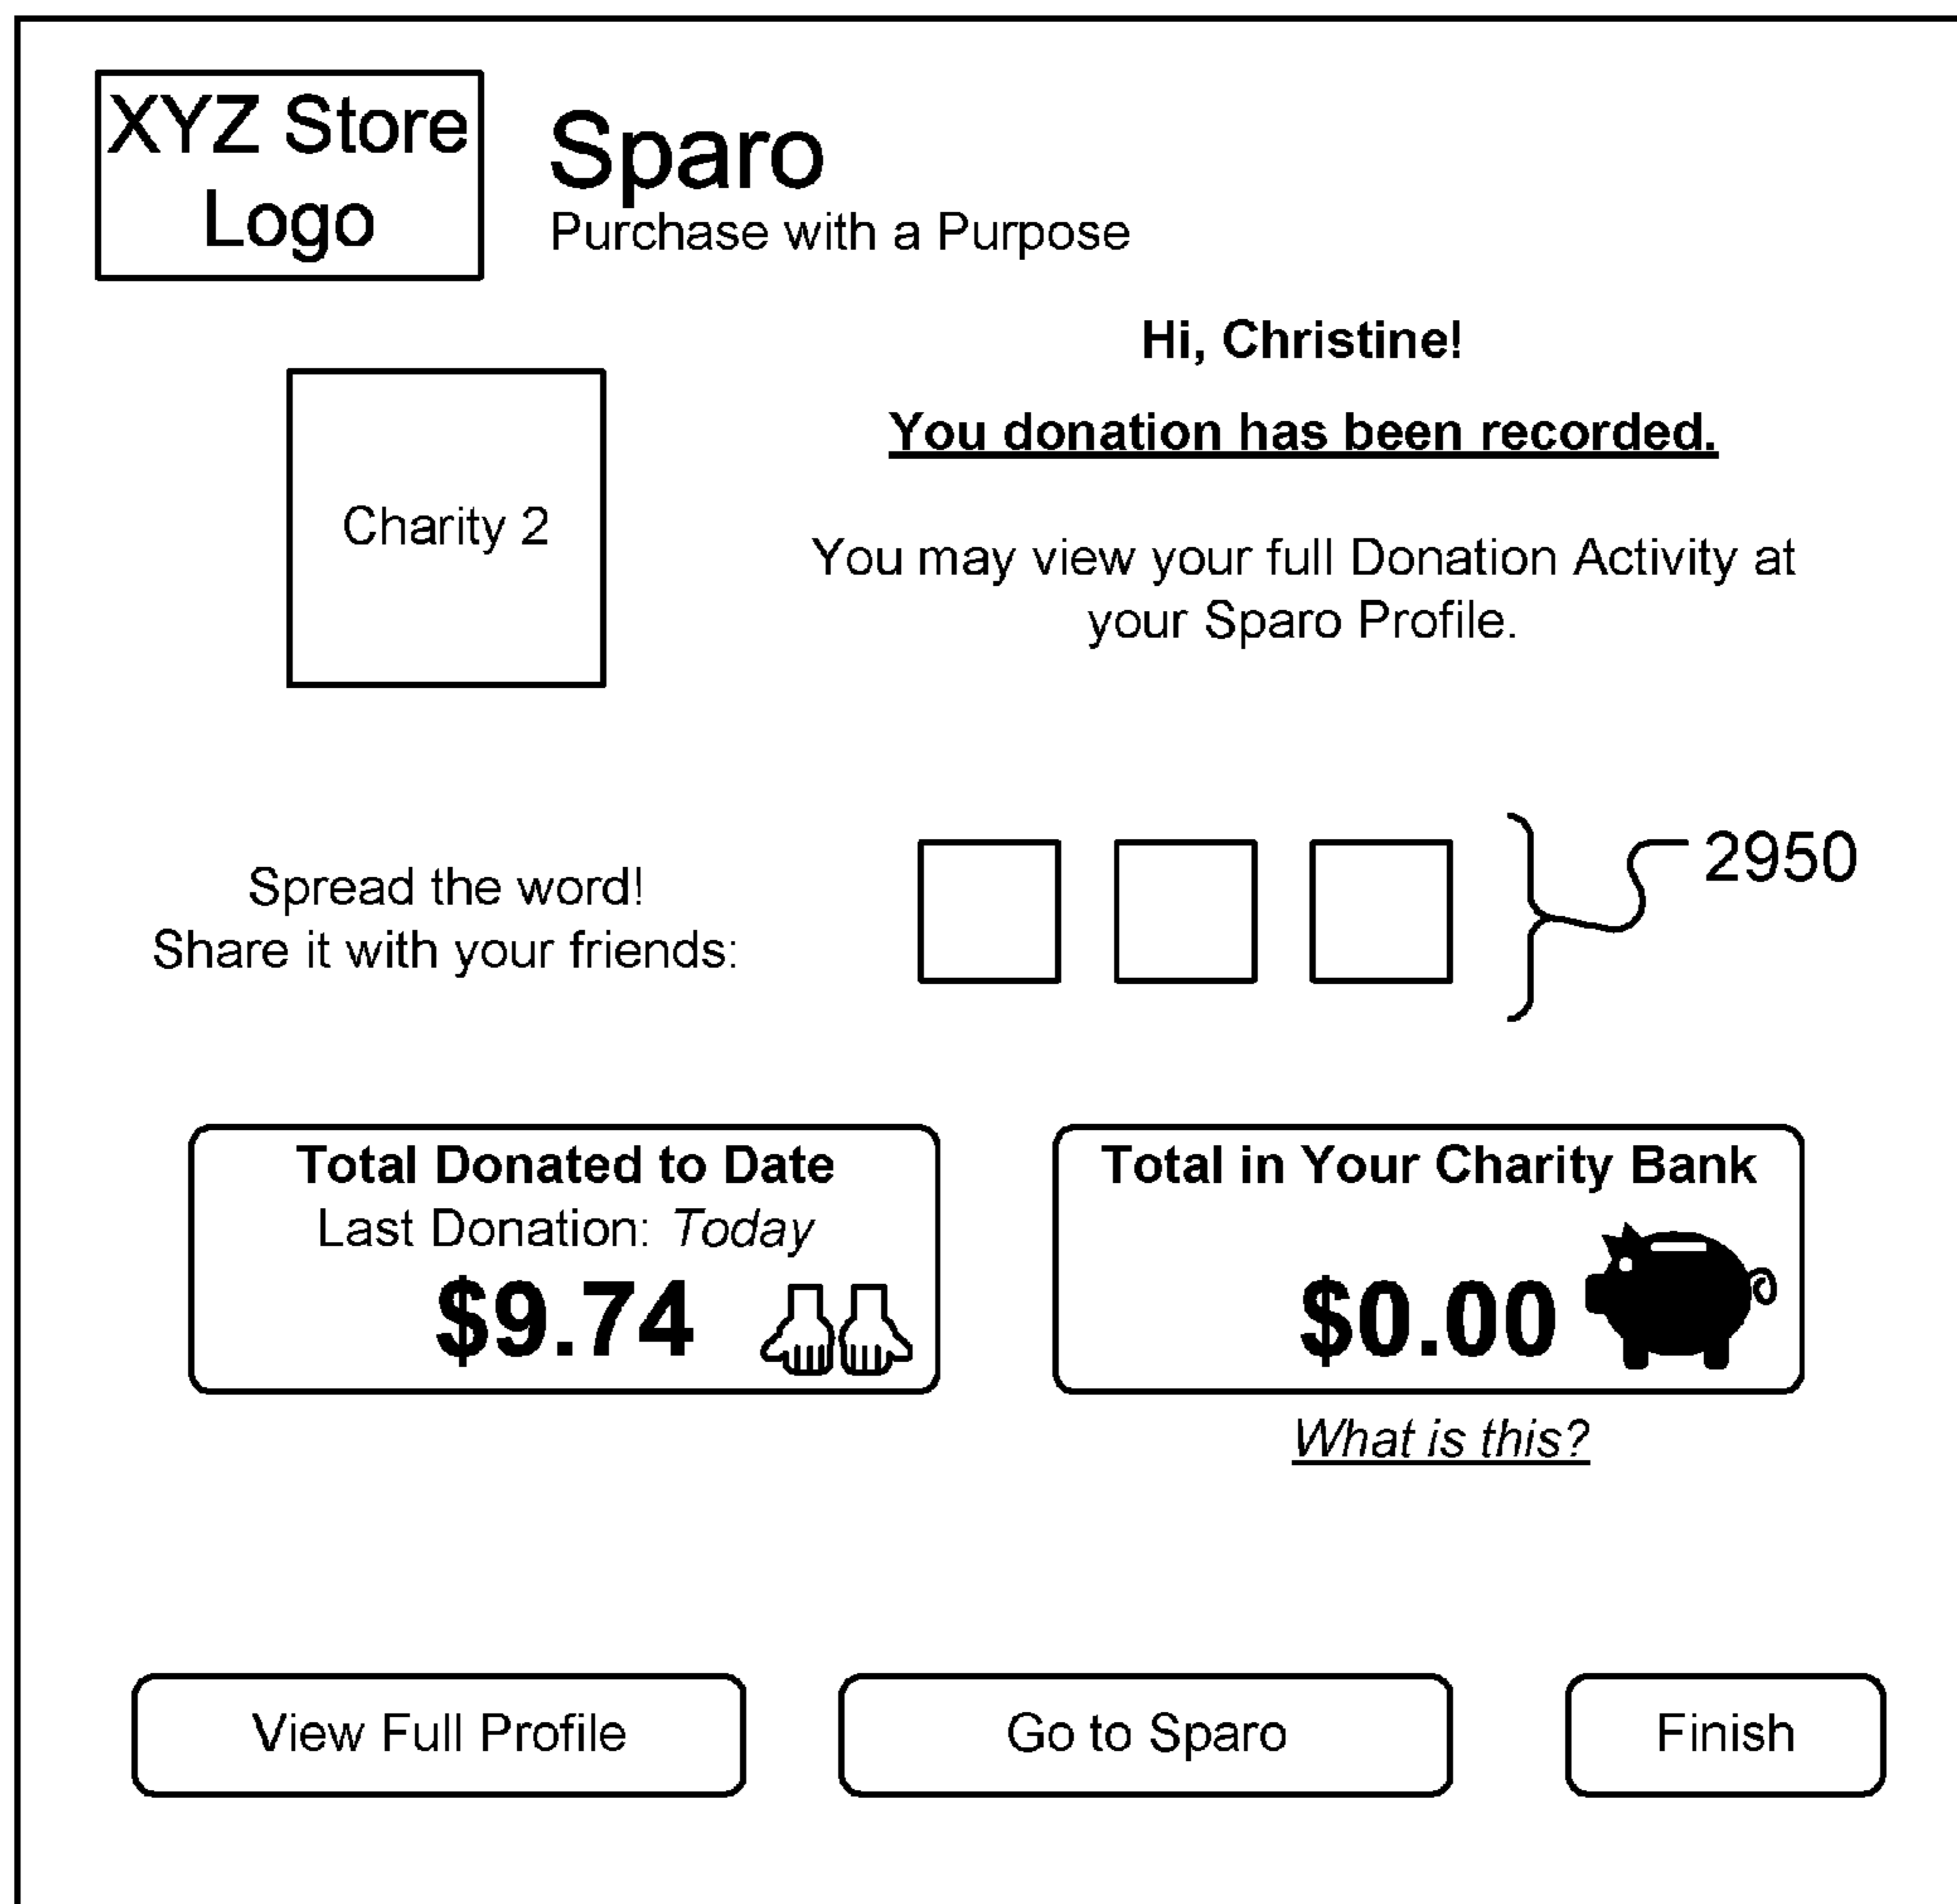 XYZ Store
Logo
Sparo
Purchase with a Purpose
Hi, Christine!
You donation has been recorded.
Charity 2
You may view your full Donation Activity at
your Sparo Profile.
Spread the word!
Share it with your friends:
2950
Total Donated to Date
Last Donation: Today
$9.74
Total in Your Charity Bank
$0.00
What is this?
View Full Profile
Go to Sparo
Finish